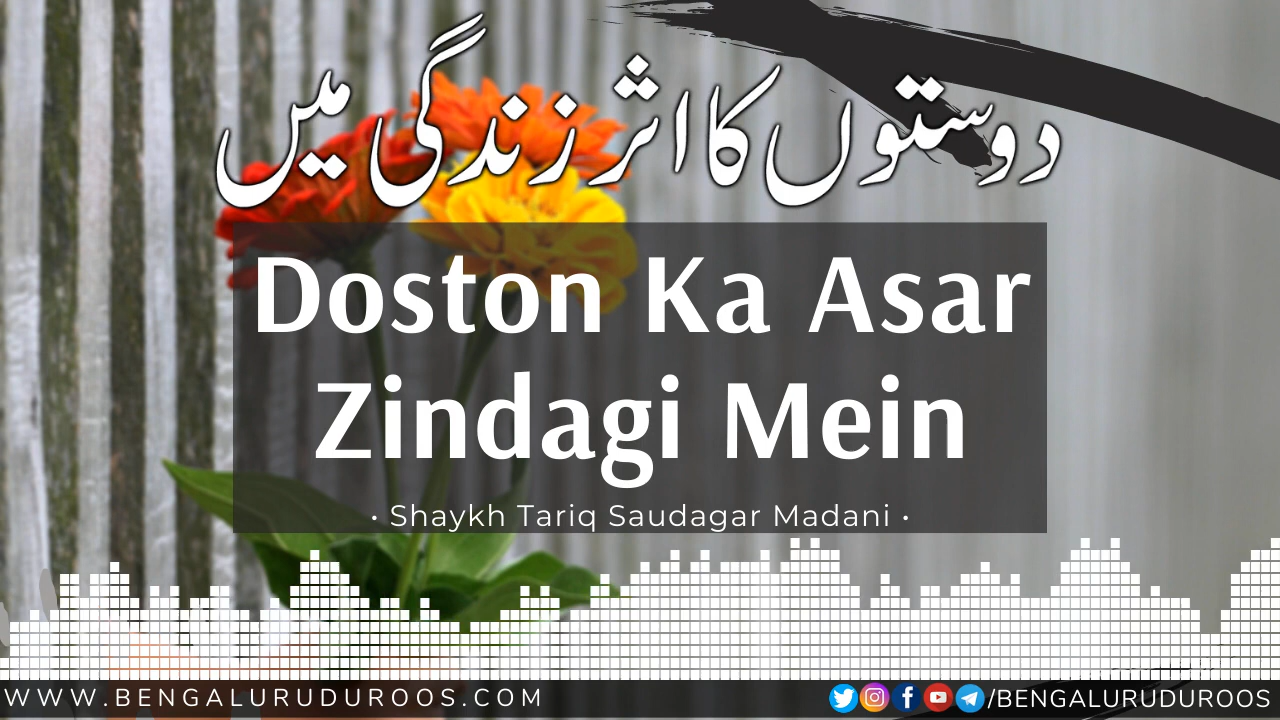 دوستوں کا اثر زندگی میں
Doston Ka Asar
Zindagi Mein
• Shaykh Tariq Saudagar Madani •
WWW.BENGALURUDUROOS.COM
/BENGALURUDUROOS